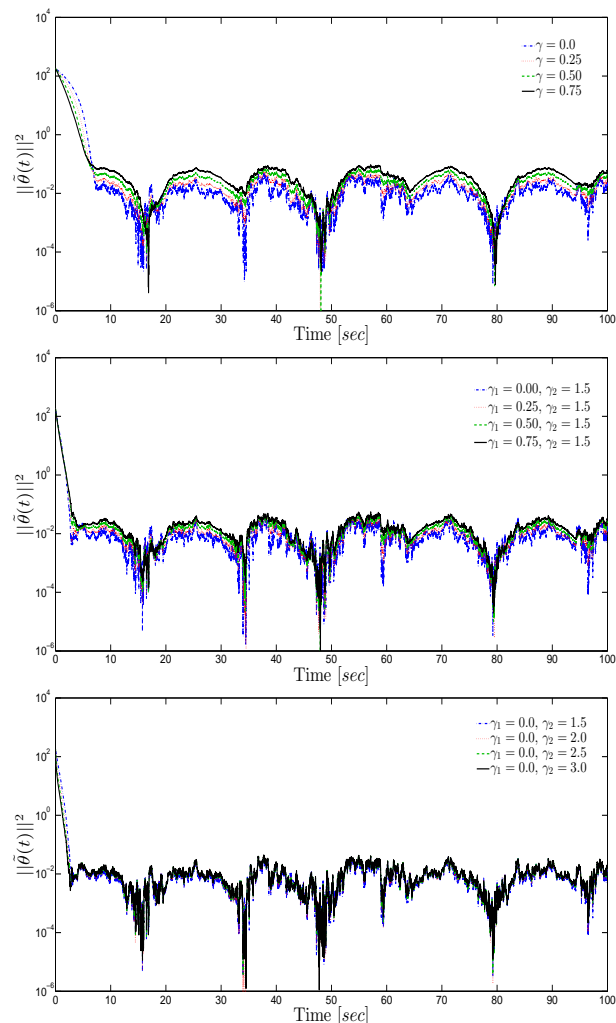 10^4
10^2
10^0
10^−2
10^−4
10^−6
||θ̃(t)||^2
γ = 0.0
γ = 0.25
γ = 0.50
γ = 0.75
0 10 20 30 40 50 60 70 80 90 100
Time [sec]
10^4
10^2
10^0
10^−2
10^−4
10^−6
||θ̃(t)||^2
γ1 = 0.00, γ2 = 1.5
γ1 = 0.25, γ2 = 1.5
γ1 = 0.50, γ2 = 1.5
γ1 = 0.75, γ2 = 1.5
0 10 20 30 40 50 60 70 80 90 100
Time [sec]
10^4
10^2
10^0
10^−2
10^−4
10^−6
||θ̃(t)||^2
γ1 = 0.0, γ2 = 1.5
γ1 = 0.0, γ2 = 2.0
γ1 = 0.0, γ2 = 2.5
γ1 = 0.0, γ2 = 3.0
0 10 20 30 40 50 60 70 80 90 100
Time [sec]